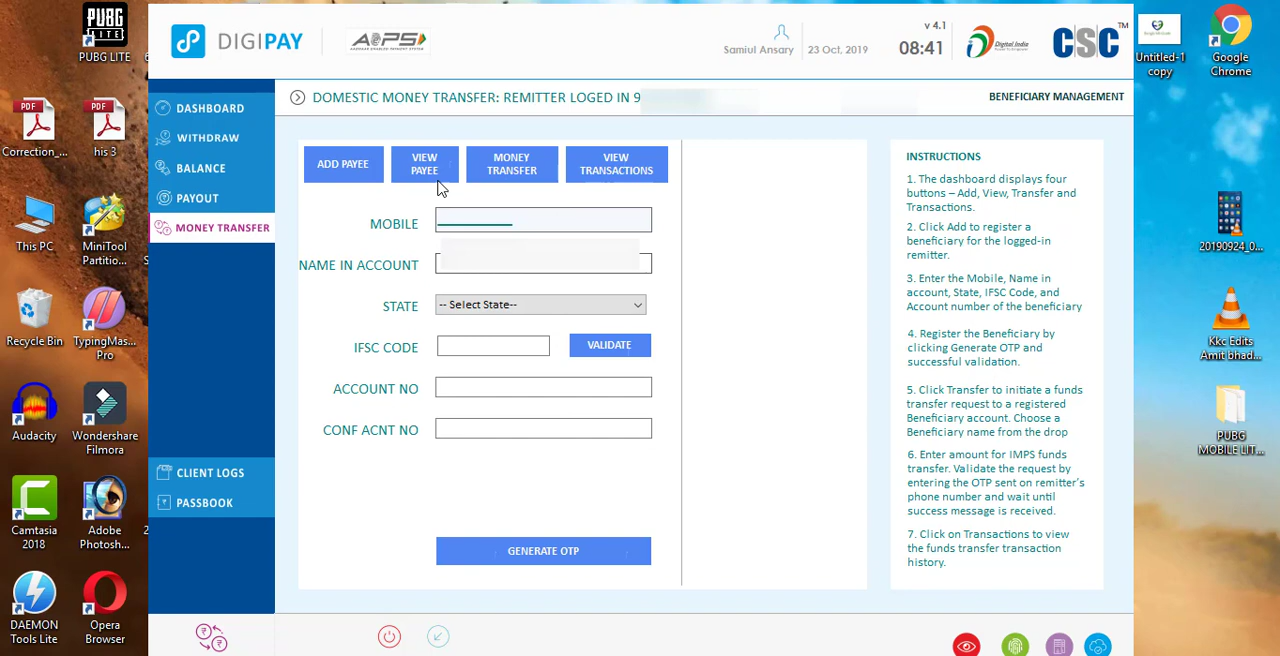 DIGIPAY
AEPS
AADHAAR ENABLED PAYMENT SYSTEM
Samiul Ansary
23 Oct, 2019
v 4.1
08:41
Digital India
CSC™
DASHBOARD
WITHDRAW
BALANCE
PAYOUT
MONEY TRANSFER
CLIENT LOGS
PASSBOOK
DOMESTIC MONEY TRANSFER: REMITTER LOGED IN 9
BENEFICIARY MANAGEMENT
ADD PAYEE
VIEW
PAYEE
MONEY
TRANSFER
VIEW
TRANSACTIONS
MOBILE
NAME IN ACCOUNT
STATE
-- Select State--
IFSC CODE
VALIDATE
ACCOUNT NO
CONF ACNT NO
GENERATE OTP
INSTRUCTIONS
1. The dashboard displays four
buttons – Add, View, Transfer and
Transactions.
2. Click Add to register a
beneficiary for the logged-in
remitter.
3. Enter the Mobile, Name in
account, State, IFSC Code, and
Account number of the beneficiary
4. Register the Beneficiary by
clicking Generate OTP and
successful validation.
5. Click Transfer to initiate a funds
transfer request to a registered
Beneficiary account. Choose a
Beneficiary name from the drop
6. Enter amount for IMPS funds
transfer. Validate the request by
entering the OTP sent on remitter's
phone number and wait until
success message is received.
7. Click on Transactions to view
the funds transfer transaction
history.
PUBG
LITE
PUBG LITE
PDF
Correction_...
PDF
his 3
This PC
MiniTool
Partitio...
Recycle Bin
TypingMas...
Pro
Audacity
Wondershare
Filmora
Camtasia
2018
Adobe
Photosh...
DAEMON
Tools Lite
Opera
Browser
Untitled-1
copy
Google
Chrome
20190924_0...
Kkc Edits
Amit bhad...
PUBG
MOBILE LIT...